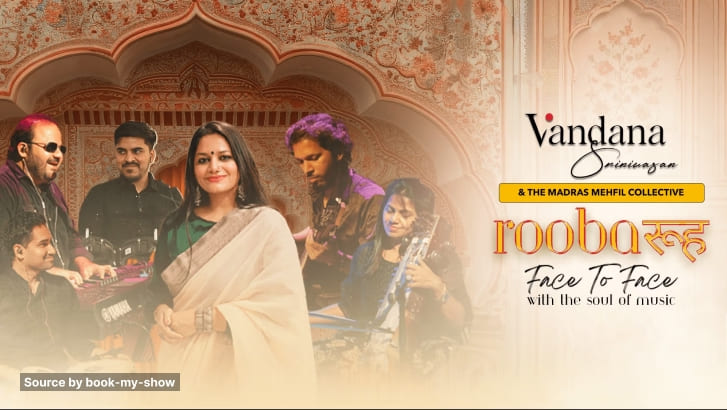 Vandana
Srinivasan
& THE MADRAS MEHFIL COLLECTIVE
roobaरूह
Face To Face
with the soul of music
YAMAHA
Source by book-my-show